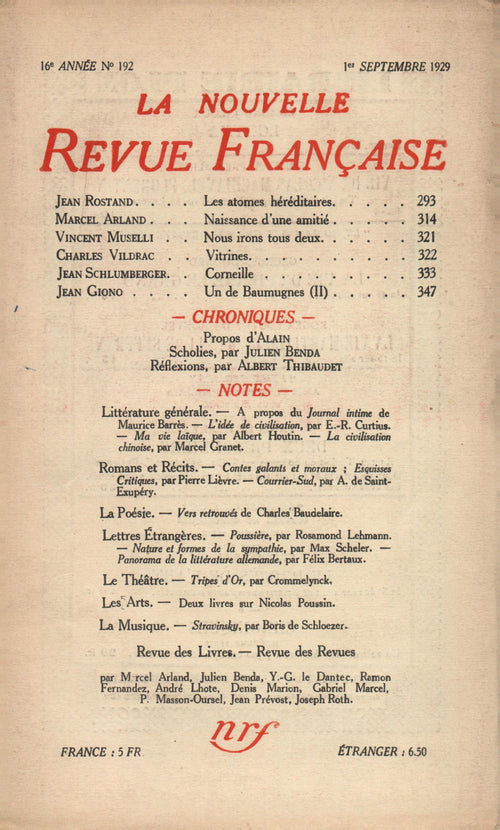 16e ANNÉE No 192 1er SEPTEMBRE 1929
LA NOUVELLE
REVUE FRANÇAISE
JEAN ROSTAND. . . . Les atomes héréditaires. . . . . 293
MARCEL ARLAND . . . Naissance d'une amitié . . . . . 314
VINCENT MUSELLI . . Nous irons tous deux. . . . . . 321
CHARLES VILDRAC . . Vitrines. . . . . . . . . 322
JEAN SCHLUMBERGER. . Corneille . . . . . . . . 333
JEAN GIONO . . . . Un de Baumugnes (II) . . . . . 347
— CHRONIQUES —
Propos d'ALAIN
Scholies, par JULIEN BENDA
Réflexions, par ALBERT THIBAUDET
— NOTES —
Littérature générale. — A propos du Journal intime de
Maurice Barrès. — L'idée de civilisation, par E.-R. Curtius.
— Ma vie laïque, par Albert Houtin. — La civilisation
chinoise, par Marcel Granet.
Romans et Récits. — Contes galants et moraux ; Esquisses
Critiques, par Pierre Lièvre. — Courrier-Sud, par A. de Saint-
Exupéry.
La Poésie. — Vers retrouvés de Charles Baudelaire.
Lettres Étrangères. — Poussière, par Rosamond Lehmann.
— Nature et formes de la sympathie, par Max Scheler. —
Panorama de la littérature allemande, par Félix Bertaux.
Le Théâtre. — Tripes d'Or, par Crommelynck.
Les Arts. — Deux livres sur Nicolas Poussin.
La Musique. — Stravinsky, par Boris de Schloezer.
Revue des Livres. — Revue des Revues
par Marcel Arland, Julien Benda, Y.-G. le Dantec, Ramon
Fernandez, André Lhote, Denis Marion, Gabriel Marcel,
P. Masson-Oursel, Jean Prévost, Joseph Roth.
nrf
FRANCE : 5 FR ÉTRANGER : 6.50